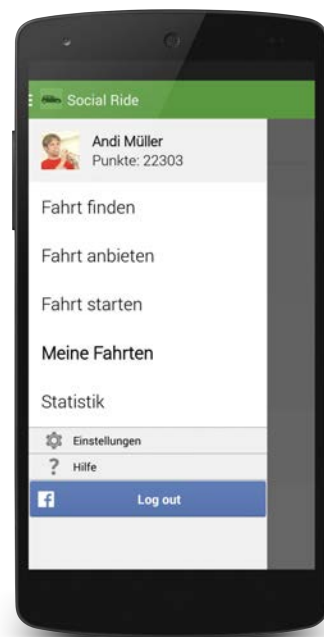 Social Ride
Andi Müller
Punkte: 22303
Fahrt finden
Fahrt anbieten
Fahrt starten
Meine Fahrten
Statistik
Einstellungen
? Hilfe
f Log out